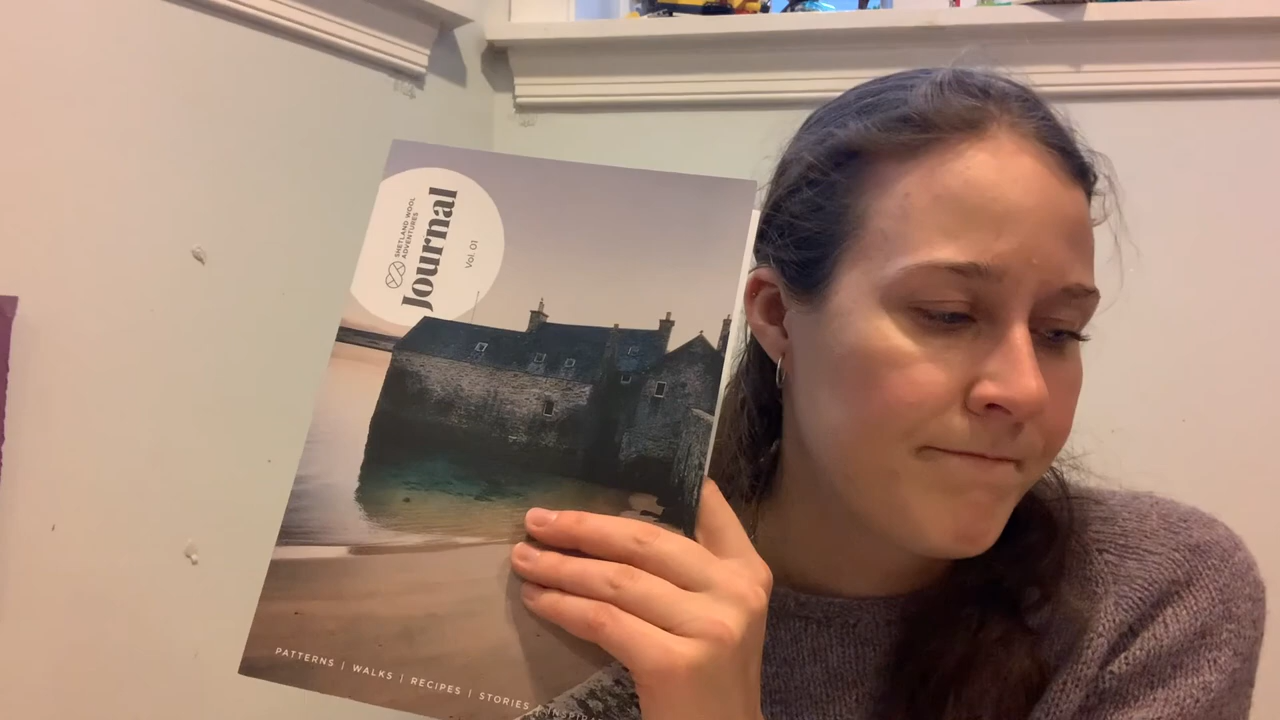 SHETLAND WOOL
ADVENTURES
Journal
Vol. 01
PATTERNS | WALKS | RECIPES | STORIES |